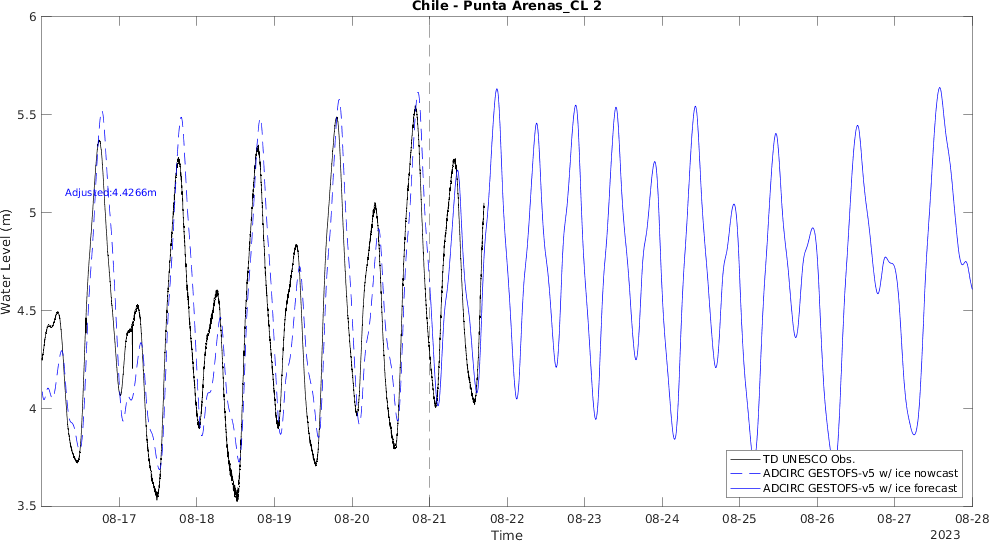 Chile - Punta Arenas_CL 2
6
5.5
5
4.5
4
3.5
Water Level (m)
Adjusted:4.4266m
TD UNESCO Obs.
ADCIRC GESTOFS-v5 w/ ice nowcast
ADCIRC GESTOFS-v5 w/ ice forecast
08-17 08-18 08-19 08-20 08-21 08-22 08-23 08-24 08-25 08-26 08-27 08-28
Time
2023